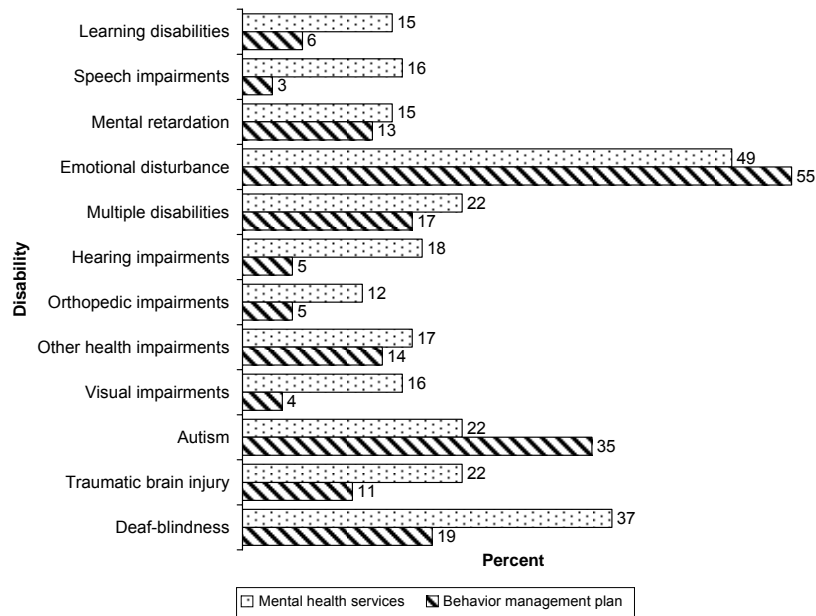 Learning disabilities
15
6
Speech impairments
16
3
Mental retardation
15
13
Emotional disturbance
49
55
Multiple disabilities
22
17
Hearing impairments
18
5
Orthopedic impairments
12
5
Other health impairments
17
14
Visual impairments
16
4
Autism
22
35
Traumatic brain injury
22
11
Deaf-blindness
37
19
Disability
Percent
Mental health services Behavior management plan